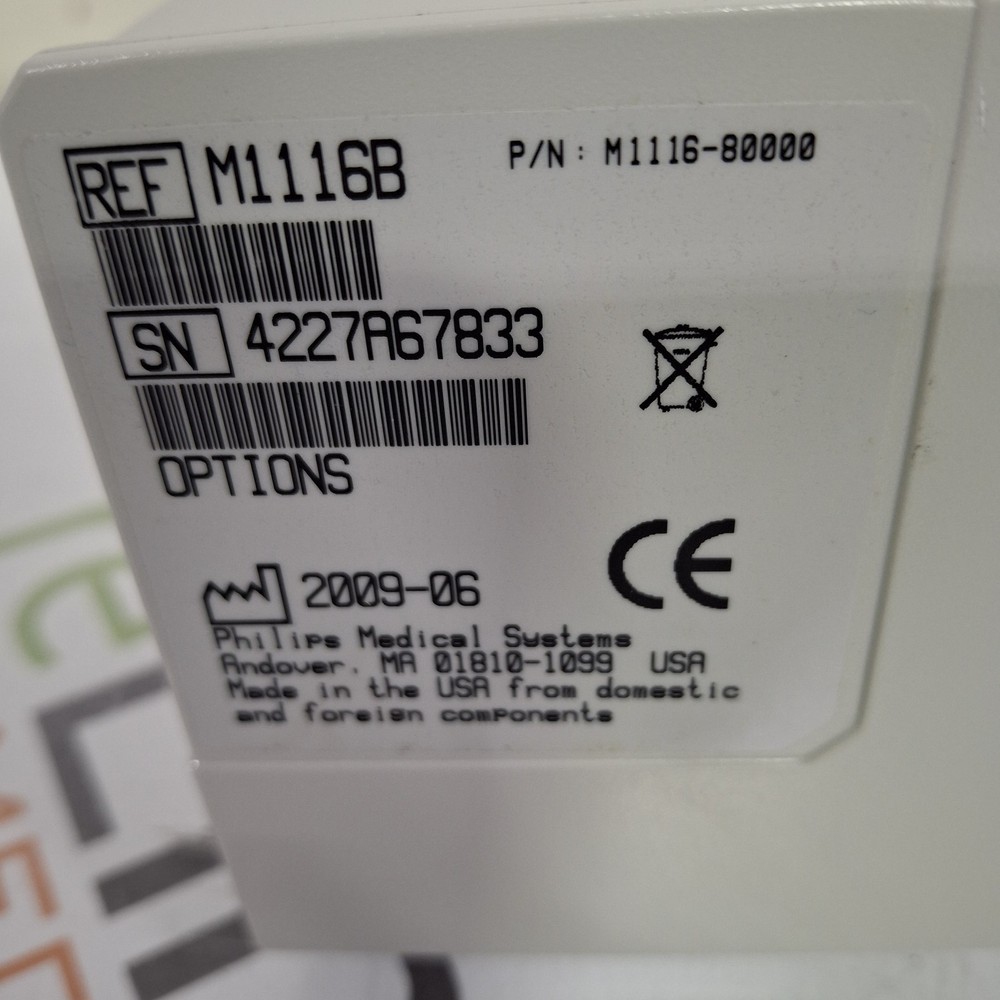 REF M1116B P/N: M1116-80000
SN 4227A67833
OPTIONS
2009-06
CE
Philips Medical Systems
Andover, MA 01810-1099 USA
Made in the USA from domestic
and foreign components